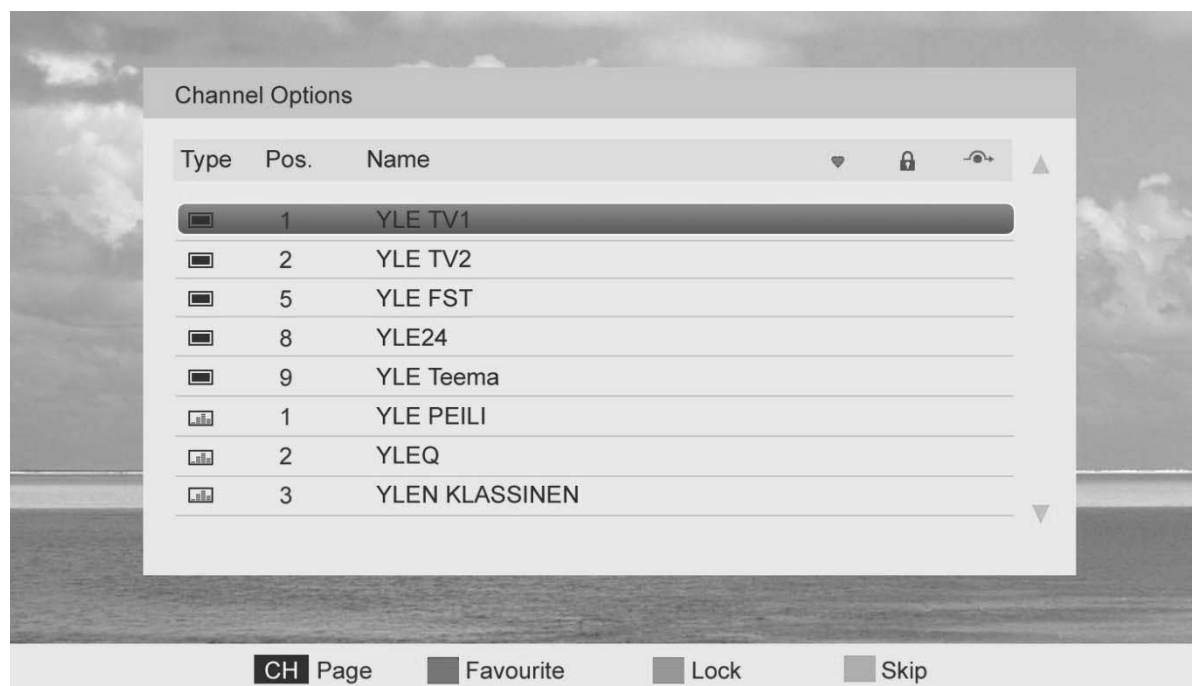 Channel Options
Type Pos. Name
1 YLE TV1
2 YLE TV2
5 YLE FST
8 YLE24
9 YLE Teema
1 YLE PEILI
2 YLEQ
3 YLEN KLASSINEN
CH Page Favourite Lock Skip